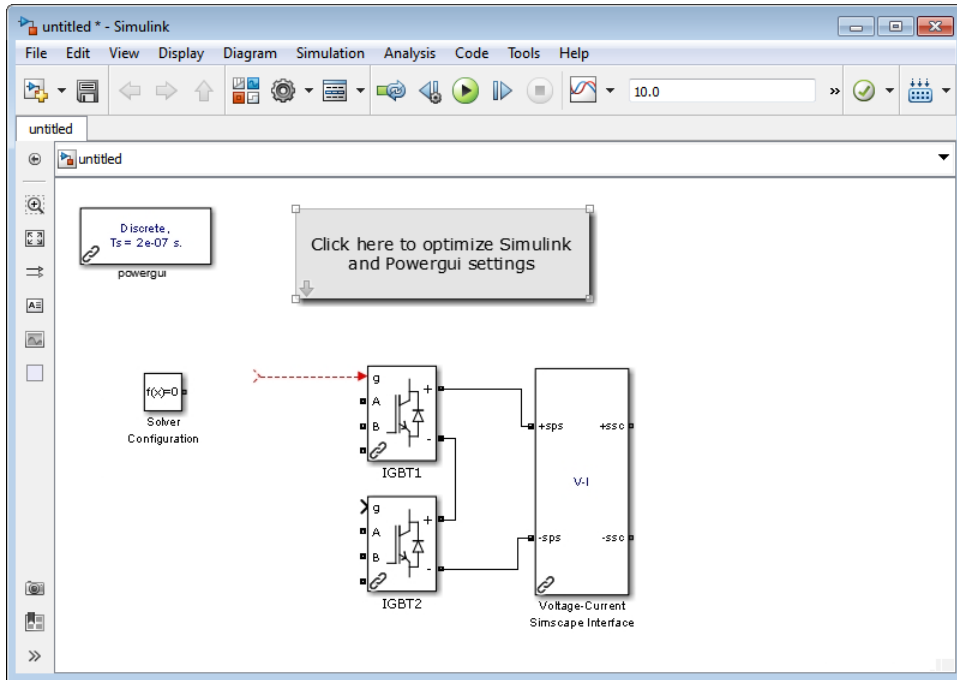 untitled * - Simulink
File Edit View Display Diagram Simulation Analysis Code Tools Help
10.0
»
untitled
untitled
Discrete,
Ts = 2e-07 s.
powergui
Click here to optimize Simulink
and Powergui settings
f(x)=0
Solver
Configuration
g
A
B
+
-
IGBT1
g
A
B
+
-
IGBT2
+sps +ssc
V-I
-sps -ssc
Voltage-Current
Simscape Interface